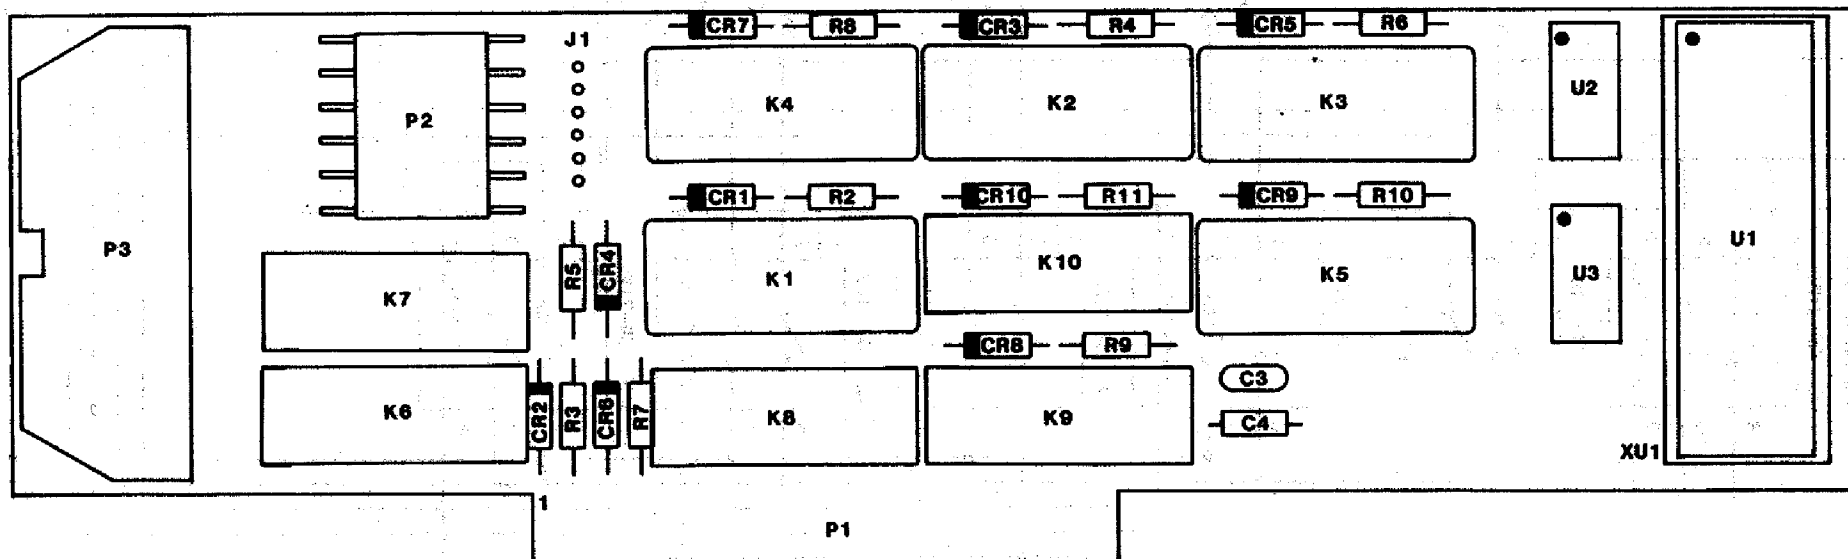 CR7 R8 CR3 R4 CR5 R6
J1
K4 K2 K3 U2
P2
CR1 R2 CR10 R11 CR9 R10
P3 U1
R5 CR4 K1 K10 K5 U3
K7
CR8 R9
C3
K6 CR2 R3 CR6 R7 K8 K9 C4
XU1
1
P1